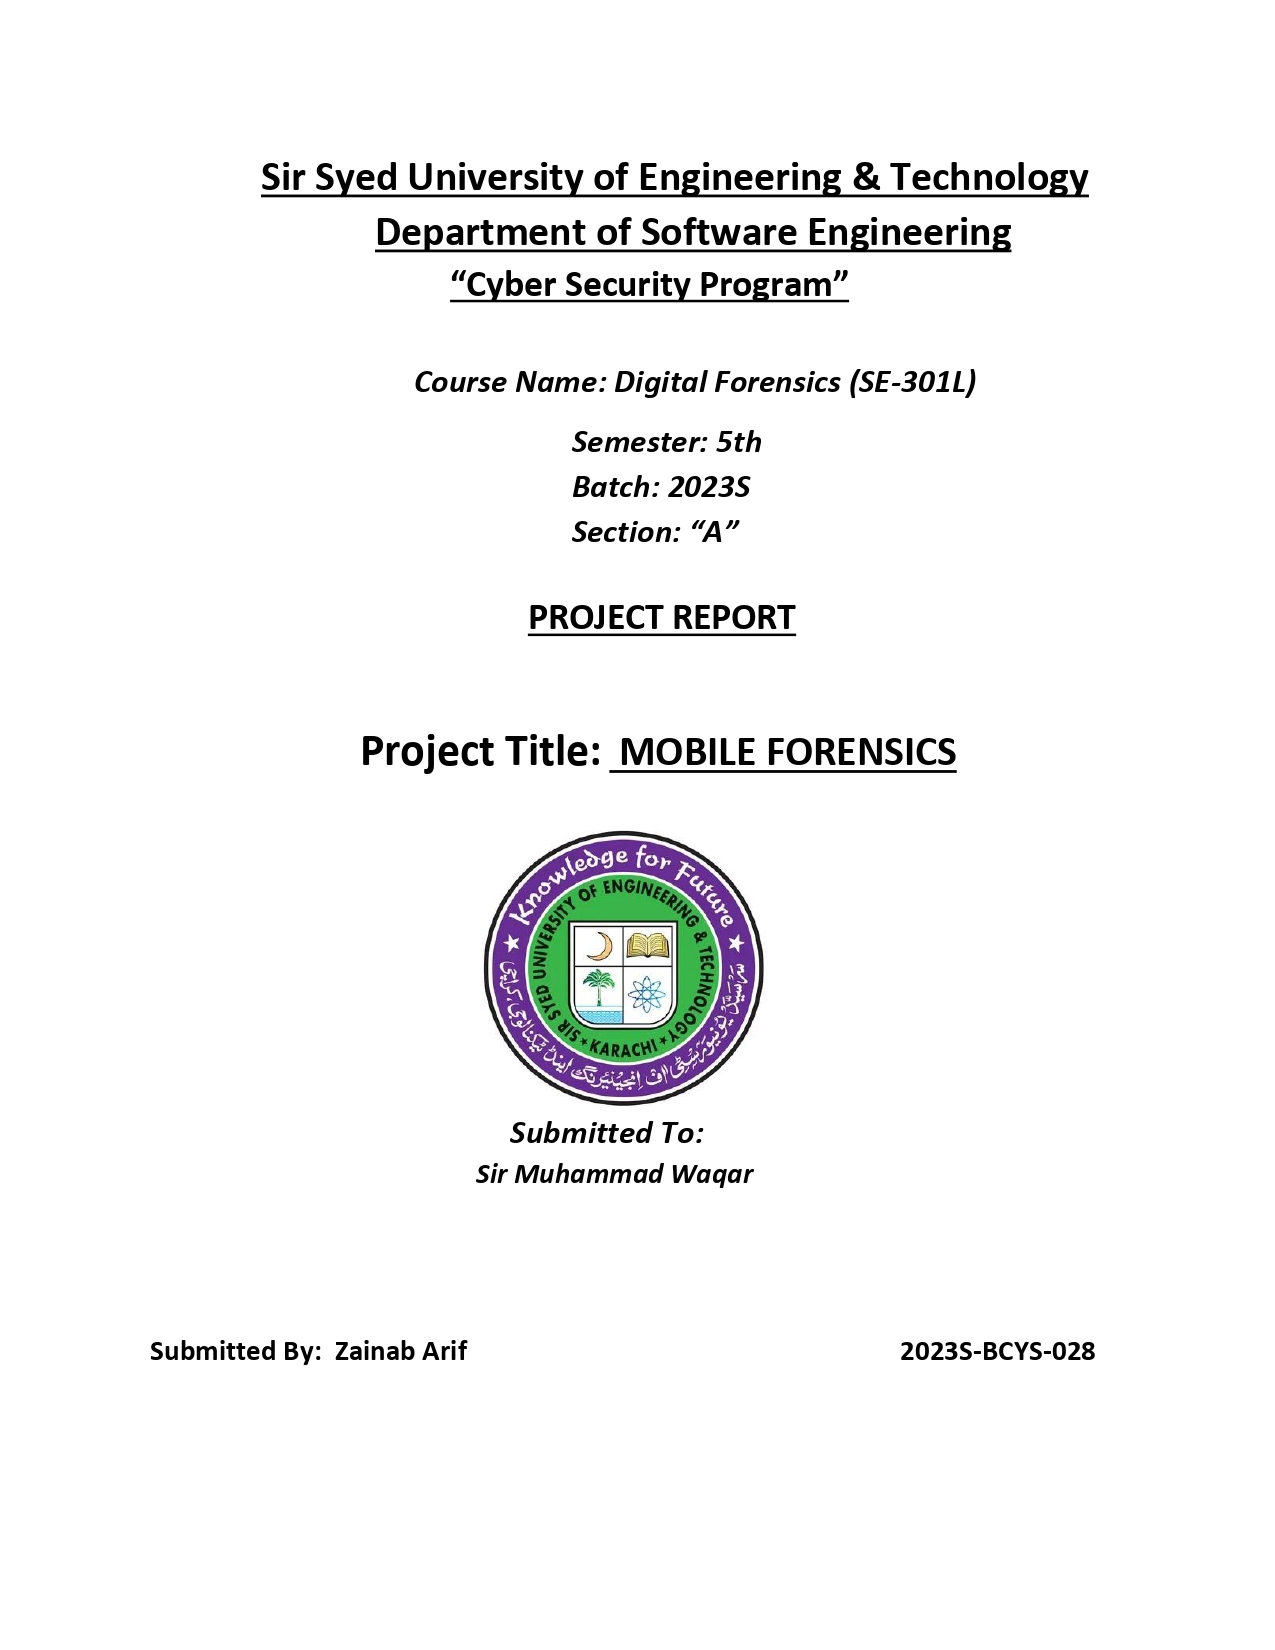 Sir Syed University of Engineering & Technology
Department of Software Engineering
“Cyber Security Program”
Course Name: Digital Forensics (SE-301L)
Semester: 5th
Batch: 2023S
Section: “A”
PROJECT REPORT
Project Title: MOBILE FORENSICS
Knowledge for Future
SIR SYED UNIVERSITY OF ENGINEERING & TECHNOLOGY
KARACHI
سرسید یونیورسٹی آف انجینئرنگ اینڈ ٹیکنالوجی، کراچی
Submitted To:
Sir Muhammad Waqar
Submitted By: Zainab Arif 2023S-BCYS-028